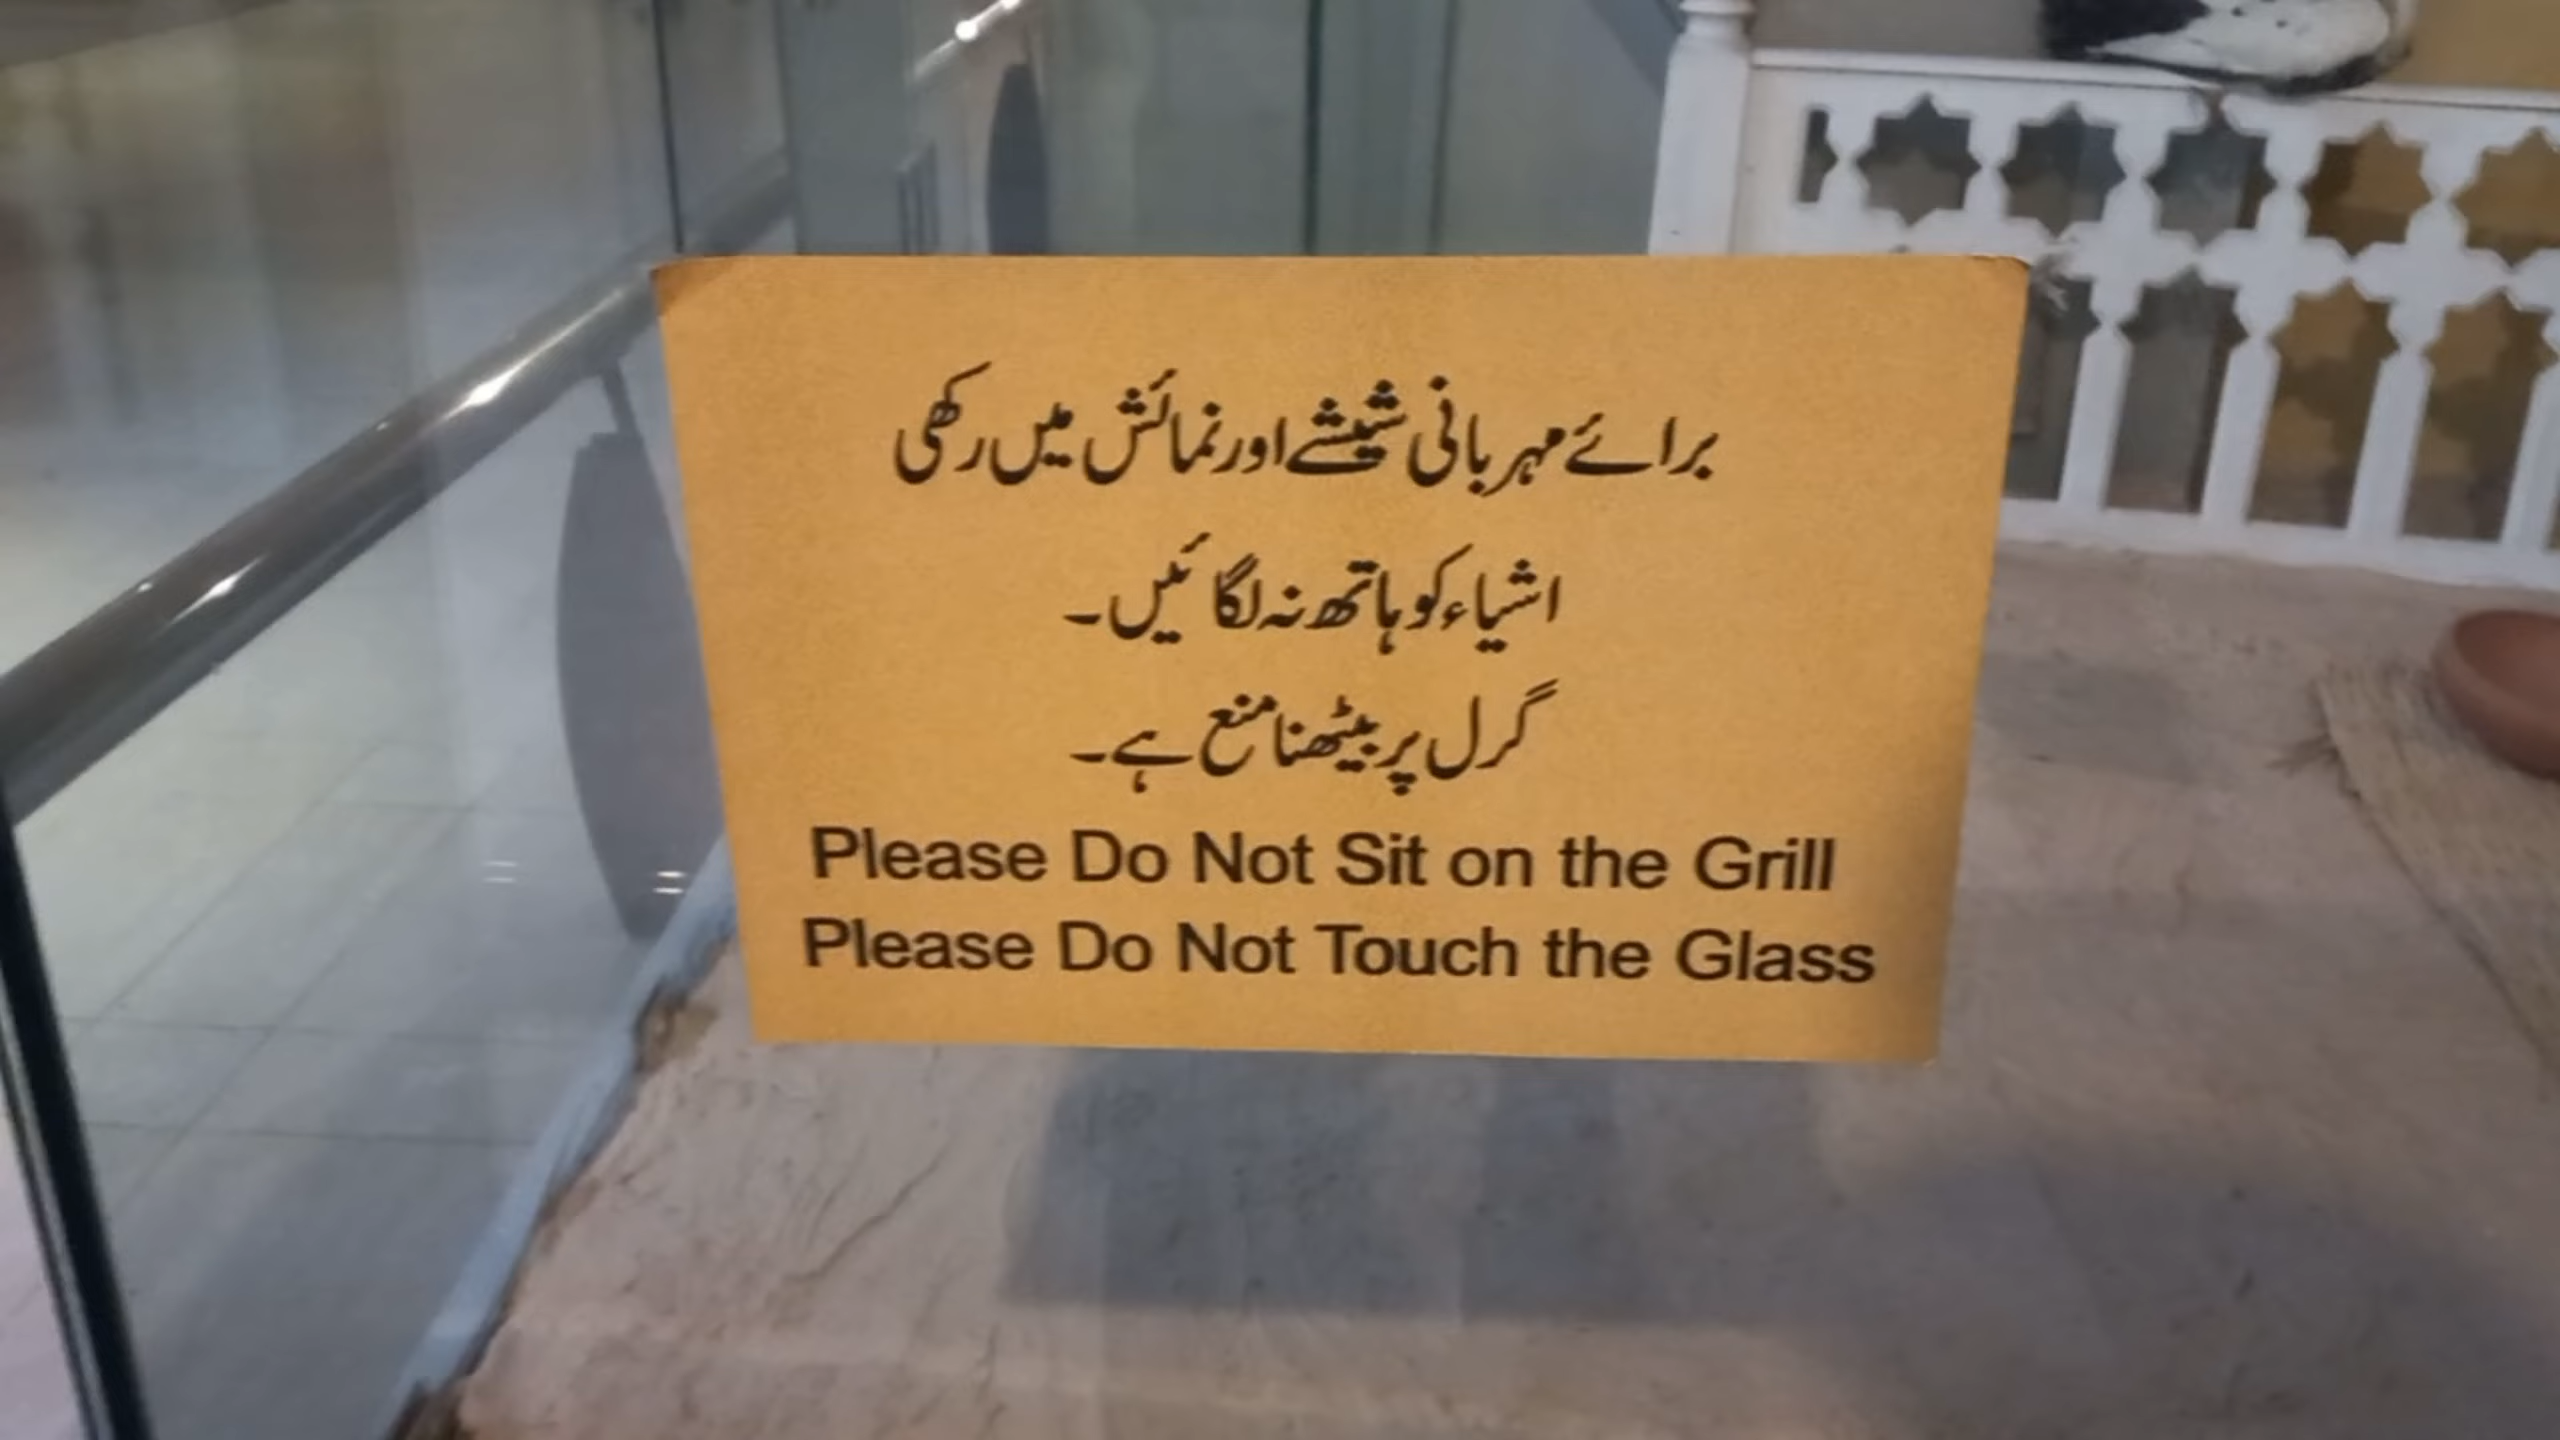 برائے مہربانی شیشے اور نمائش میں رکھی
اشیاء کو ہاتھ نہ لگائیں۔
گرل پر بیٹھنا منع ہے۔
Please Do Not Sit on the Grill
Please Do Not Touch the Glass